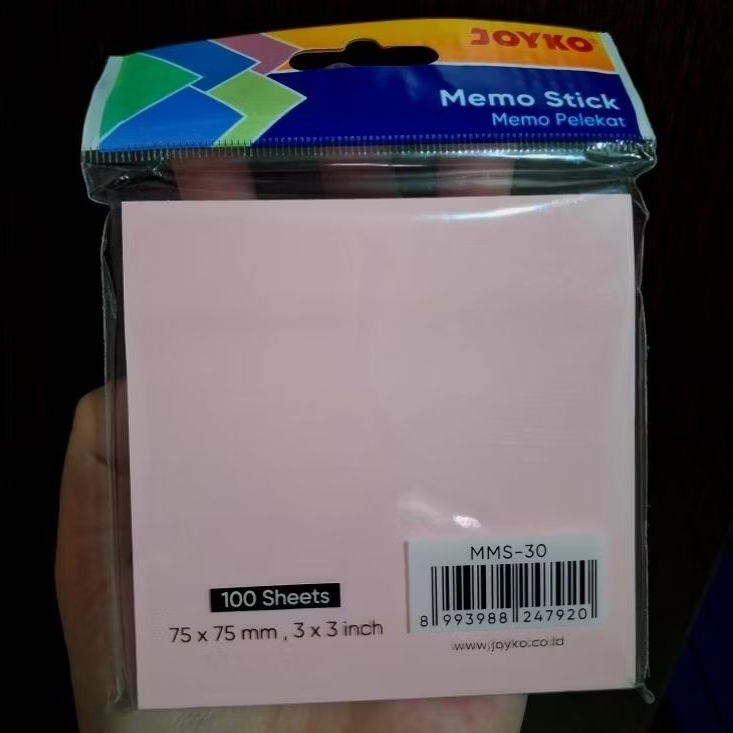 JOYKO
Memo Stick
Memo Pelekat
MMS-30
100 Sheets
8 993988 247920
75 x 75 mm , 3 x 3 inch
www.joyko.co.id